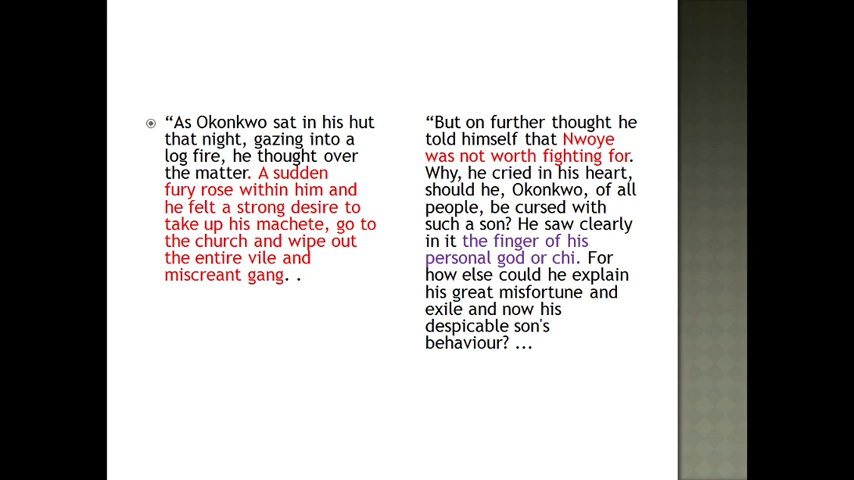 “As Okonkwo sat in his hut
that night, gazing into a
log fire, he thought over
the matter. A sudden
fury rose within him and
he felt a strong desire to
take up his machete, go to
the church and wipe out
the entire vile and
miscreant gang. . .
“But on further thought he
told himself that Nwoye
was not worth fighting for.
Why, he cried in his heart,
should he, Okonkwo, of all
people, be cursed with
such a son? He saw clearly
in it the finger of his
personal god or chi. For
how else could he explain
his great misfortune and
exile and now his
despicable son's
behaviour? ...